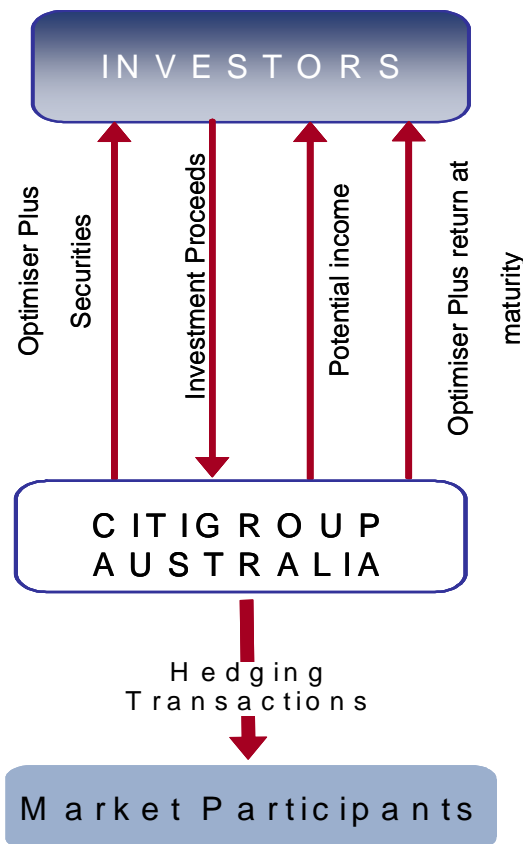 INVESTORS
Optimiser Plus
Securities
Investment Proceeds
Potential income
Optimiser Plus return at
maturity
CITIGROUP
AUSTRALIA
Hedging
Transactions
Market Participants